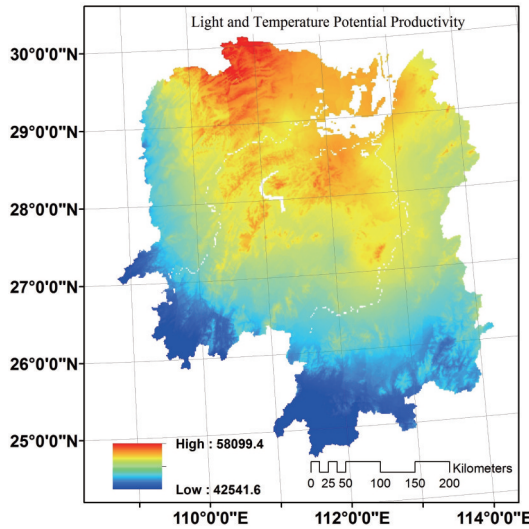 Light and Temperature Potential Productivity
30°0'0"N
29°0'0"N
28°0'0"N
27°0'0"N
26°0'0"N
25°0'0"N
High : 58099.4
Low : 42541.6
Kilometers
0 25 50 100 150 200
110°0'0"E 112°0'0"E 114°0'0"E